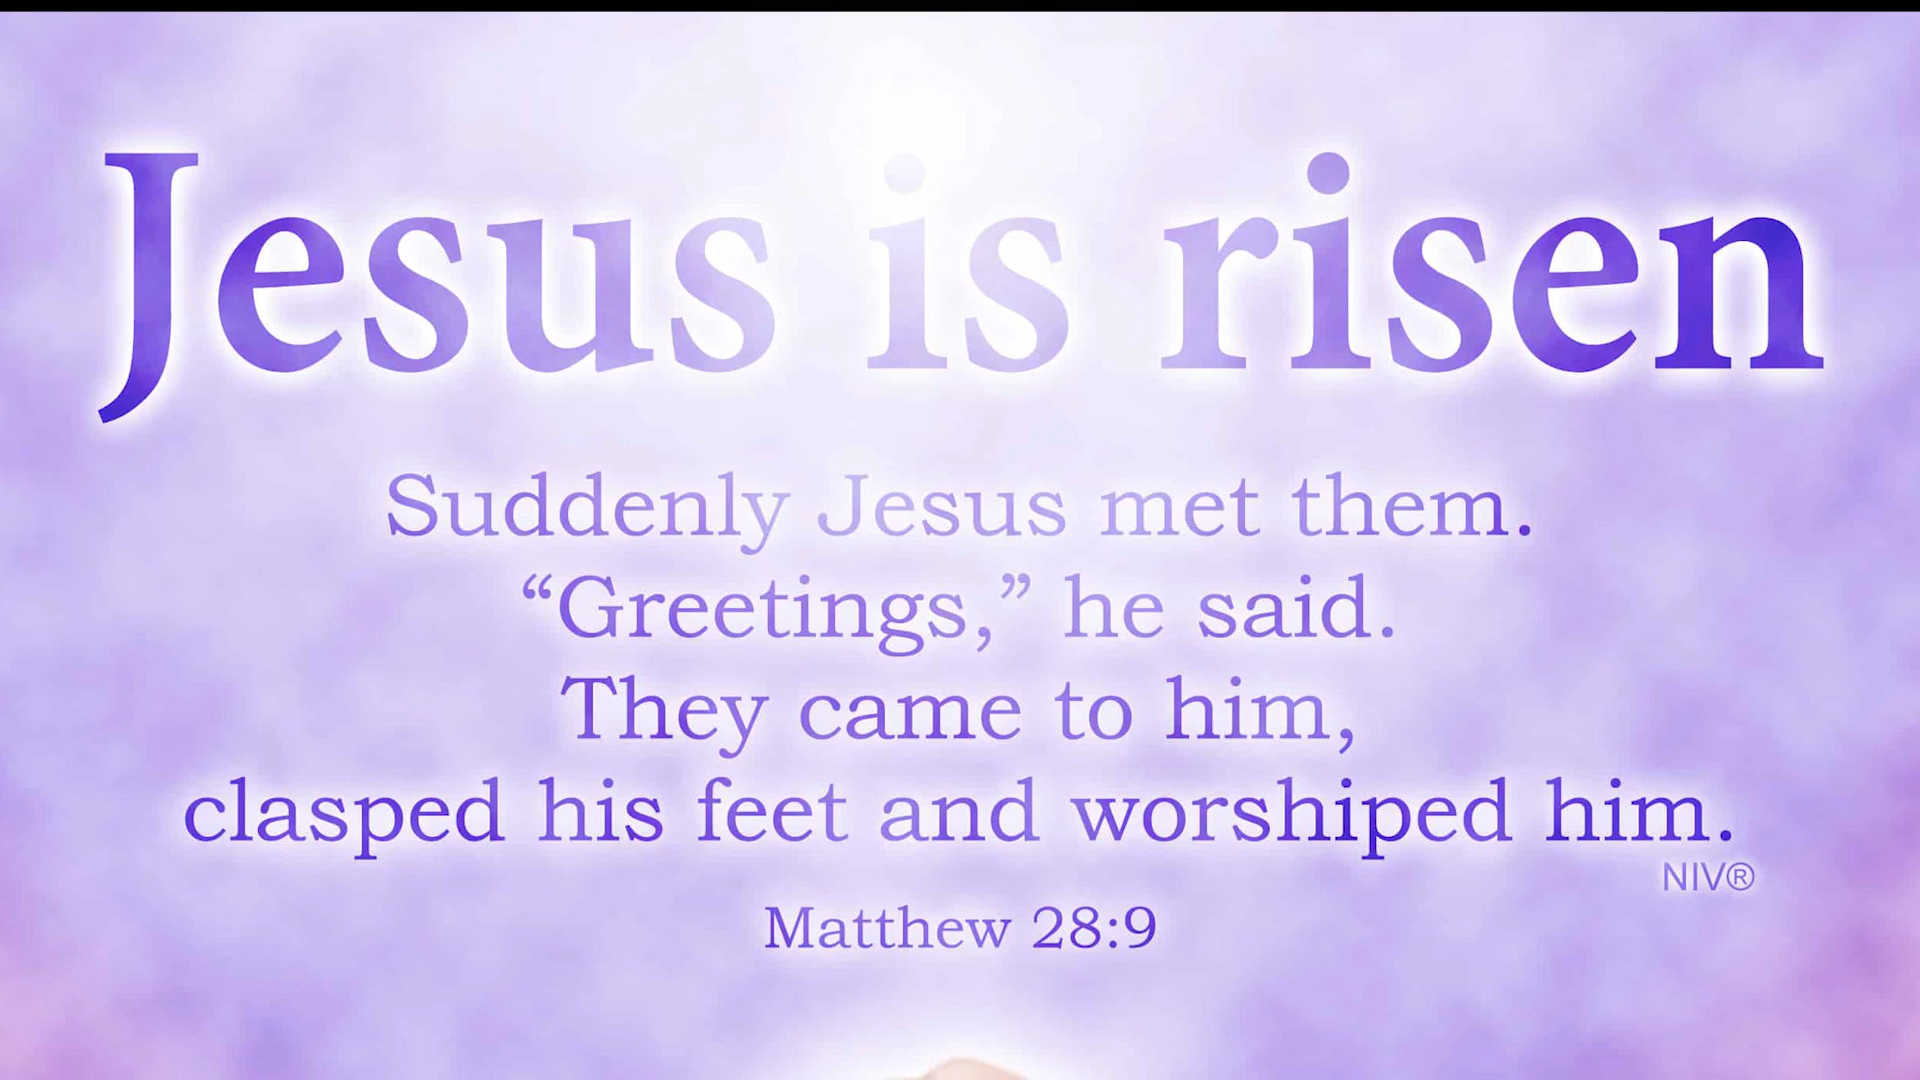 Jesus is risen
Suddenly Jesus met them.
“Greetings,” he said.
They came to him,
clasped his feet and worshiped him.
NIV®
Matthew 28:9